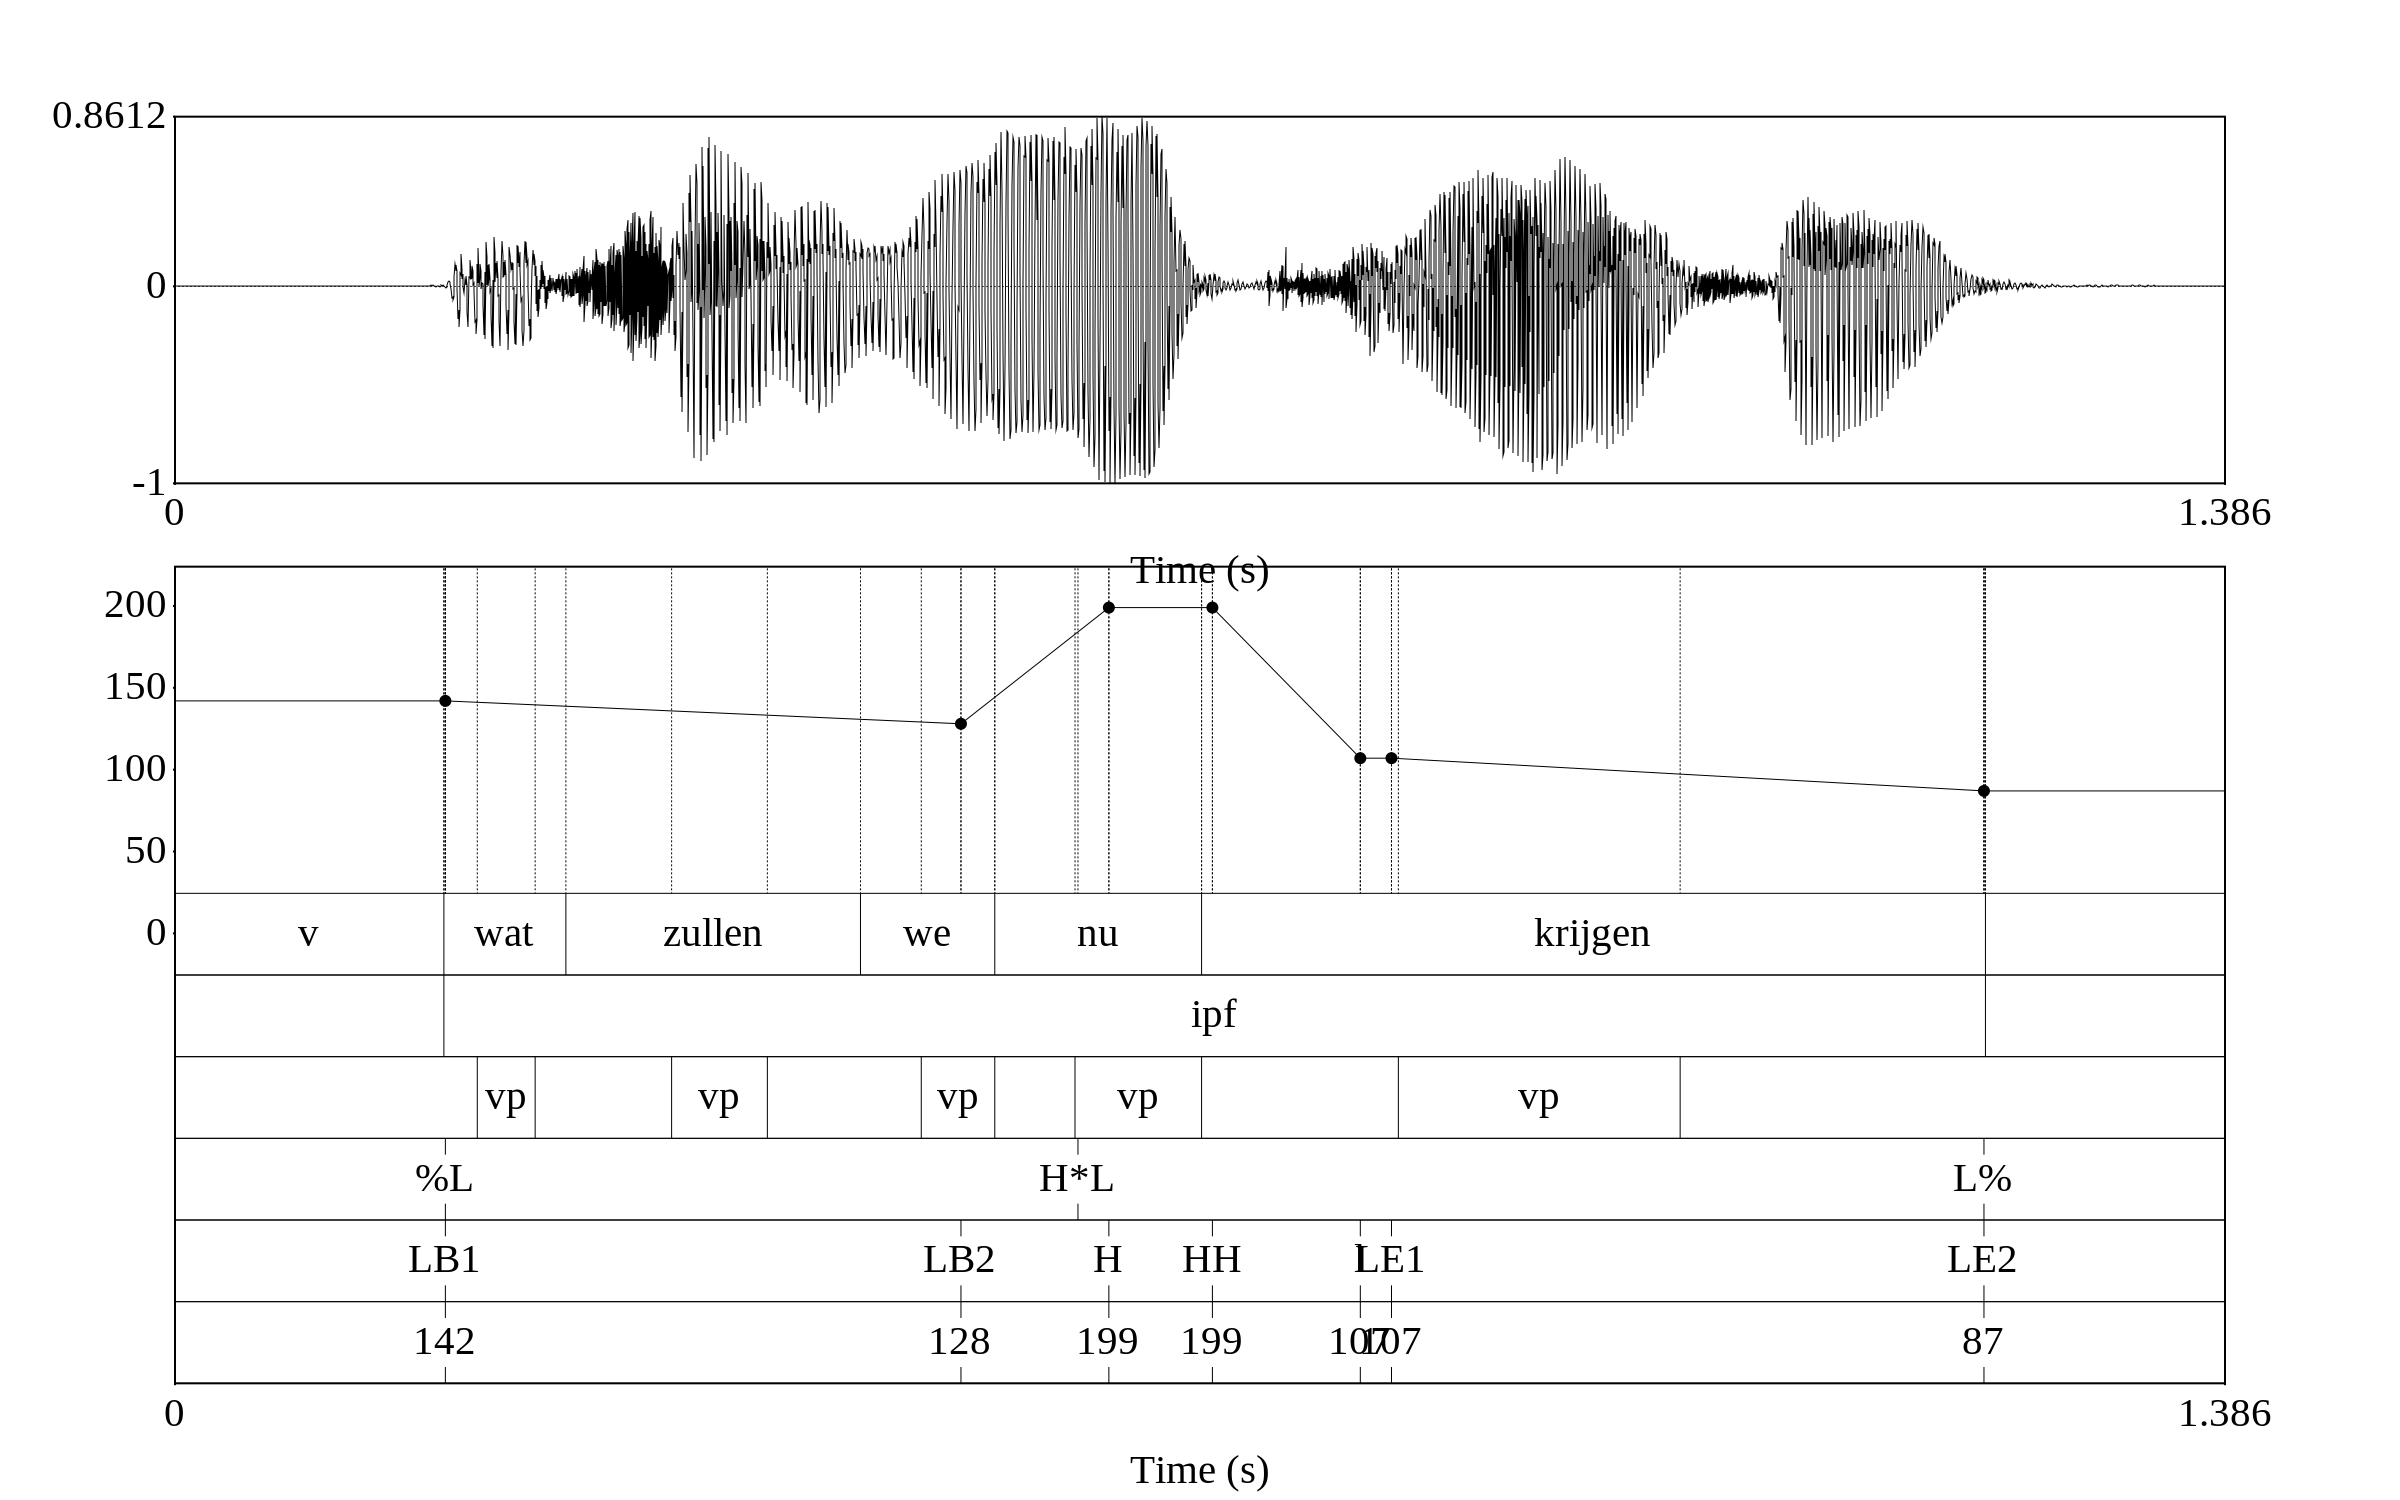 0.8612
0
-1
0 1.386
Time (s)
200
150
100
50
0
v wat zullen we nu krijgen
ipf
vp vp vp vp vp
%L H*L L%
LB1 LB2 H HH LE1 LE2
142 128 199 199 107 107 87
0 1.386
Time (s)